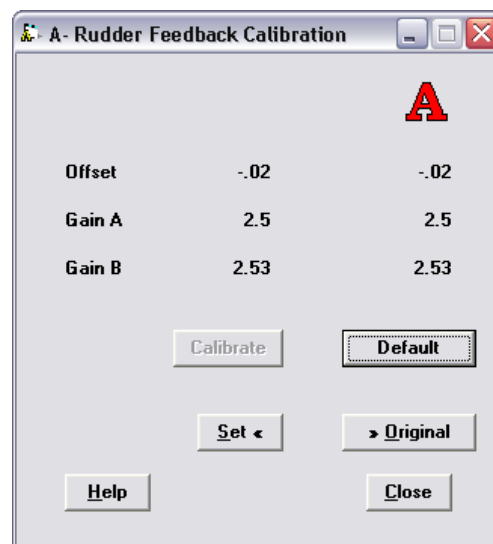 A- Rudder Feedback Calibration
A
Offset -.02 -.02
Gain A 2.5 2.5
Gain B 2.53 2.53
Calibrate Default
Set « » Original
Help Close